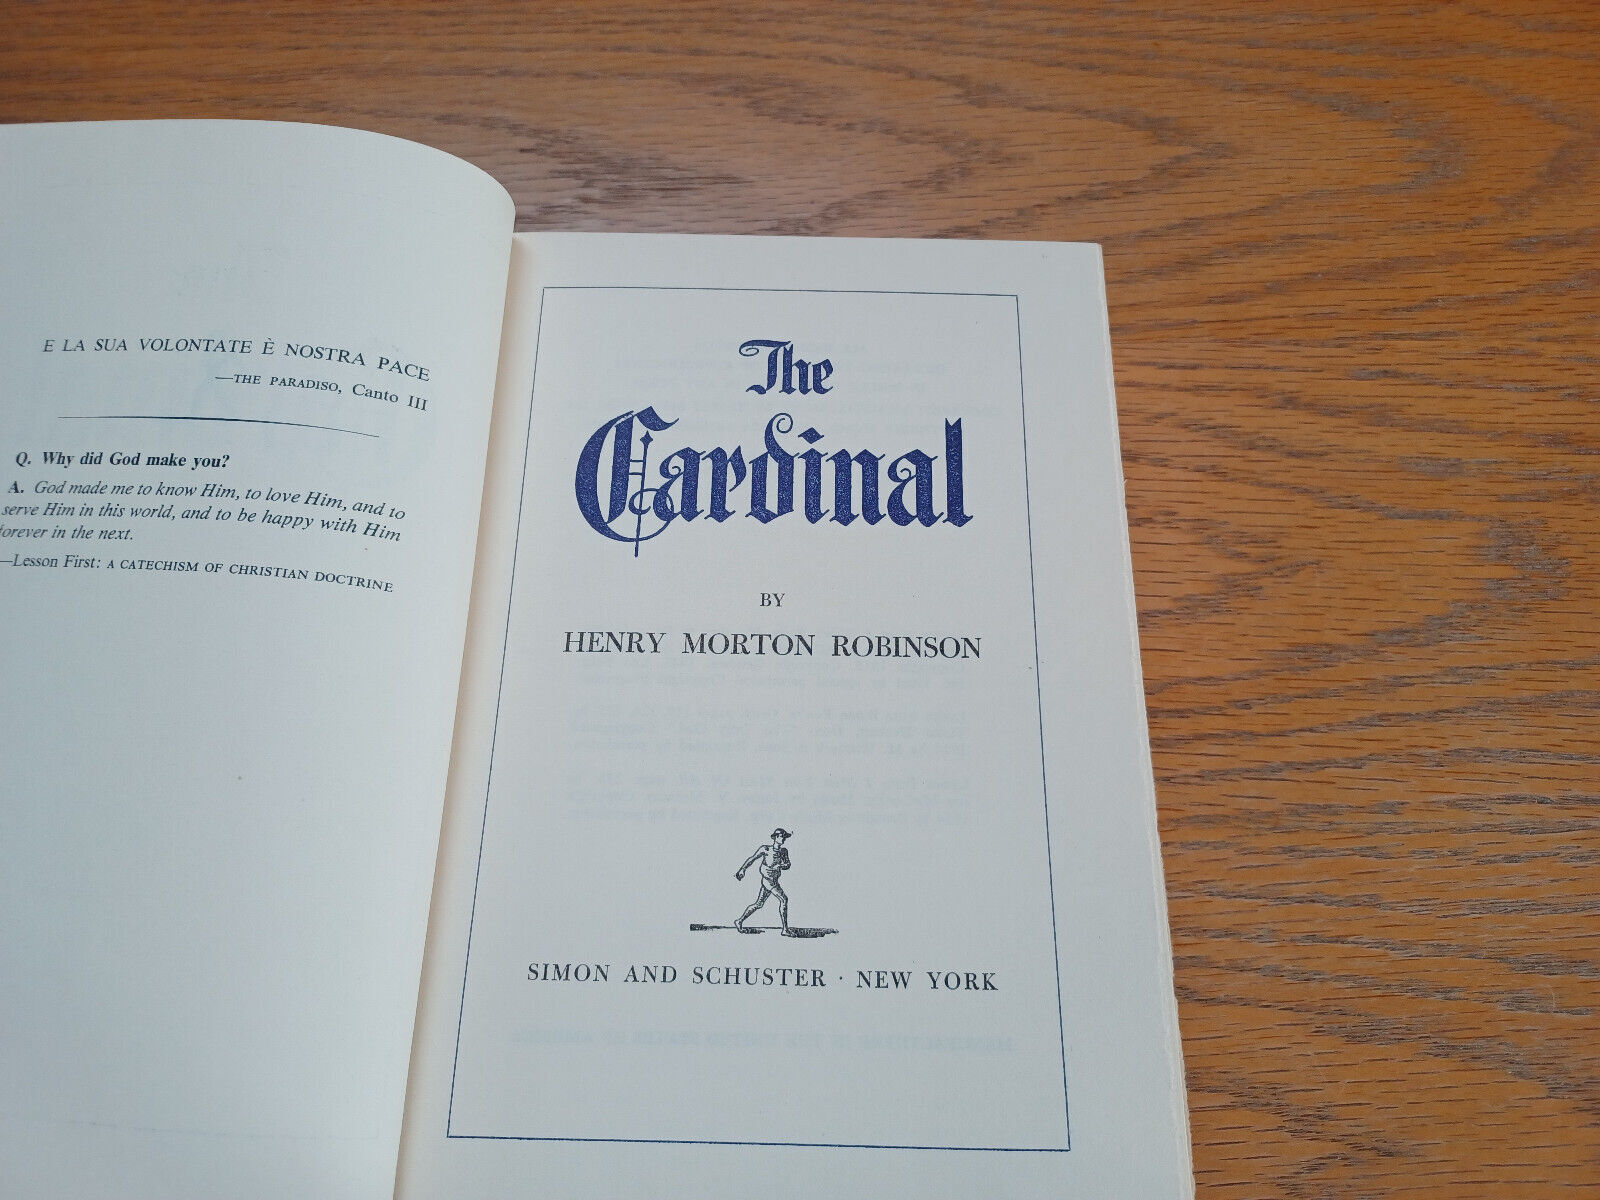 E LA SUA VOLONTATE È NOSTRA PACE
—THE PARADISO, Canto III
Q. Why did God make you?
A. God made me to know Him, to love Him, and to
serve Him in this world, and to be happy with Him
forever in the next.
—Lesson First: A CATECHISM OF CHRISTIAN DOCTRINE
The
Cardinal
BY
HENRY MORTON ROBINSON
SIMON AND SCHUSTER · NEW YORK